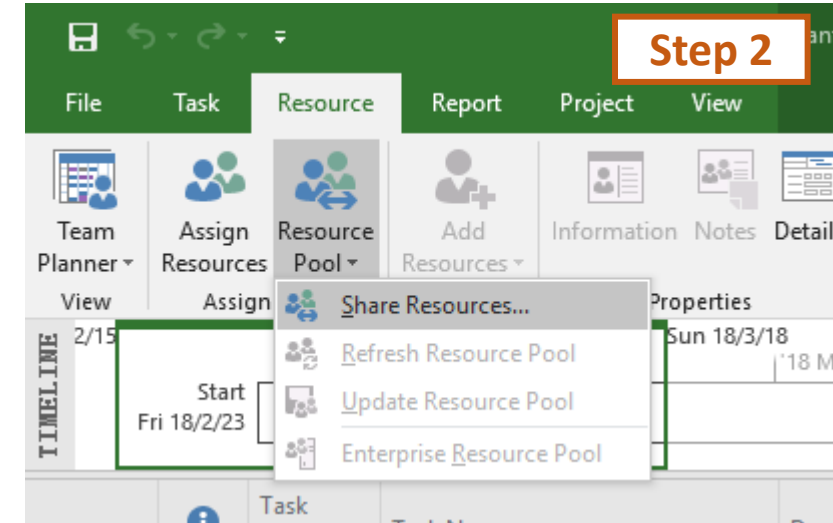 Step 2
File Task Resource Report Project View
Team Planner
Assign Resources
Resource Pool
Add Resources
Information
Notes
Detail
View
Assign
Properties
Share Resources...
Refresh Resource Pool
Update Resource Pool
Enterprise Resource Pool
TIMELINE
2/15
Start
Fri 18/2/23
Sun 18/3/18
'18 M
Task